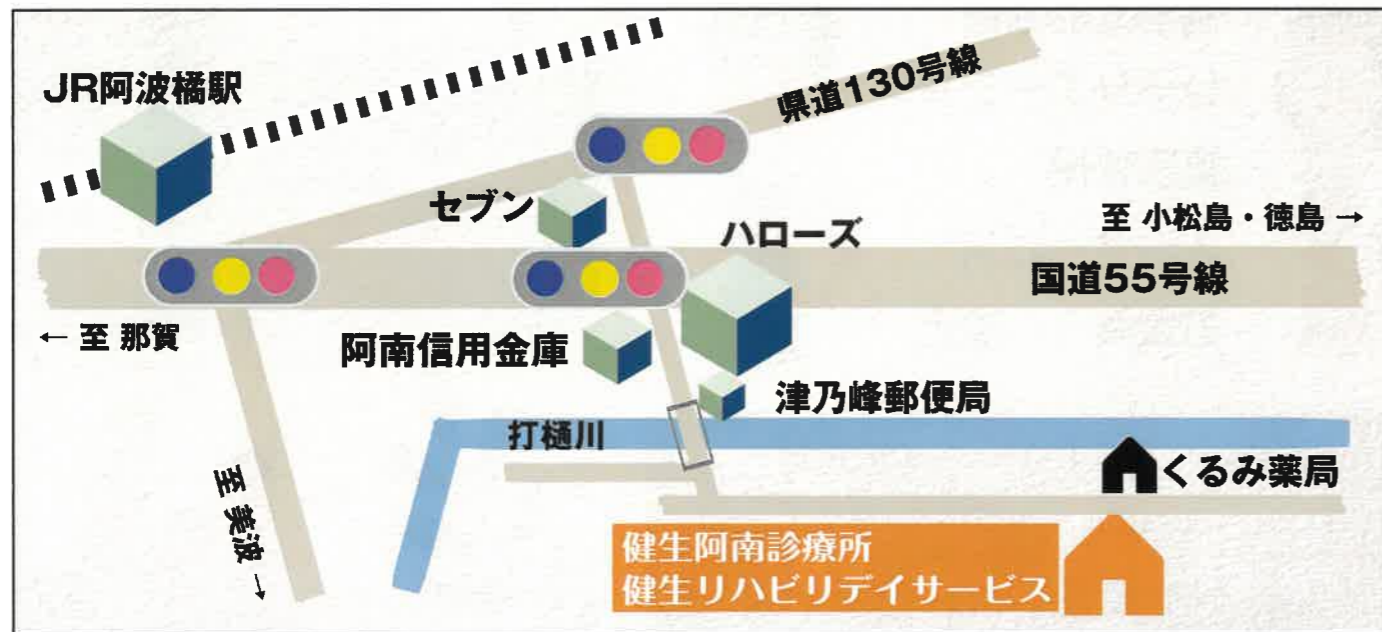 JR阿波橘駅
県道130号線
セブン
ハローズ
至 小松島・徳島 →
国道55号線
← 至 那賀
阿南信用金庫
津乃峰郵便局
打樋川
くるみ薬局
至 美波 →
健生阿南診療所
健生リハビリデイサービス